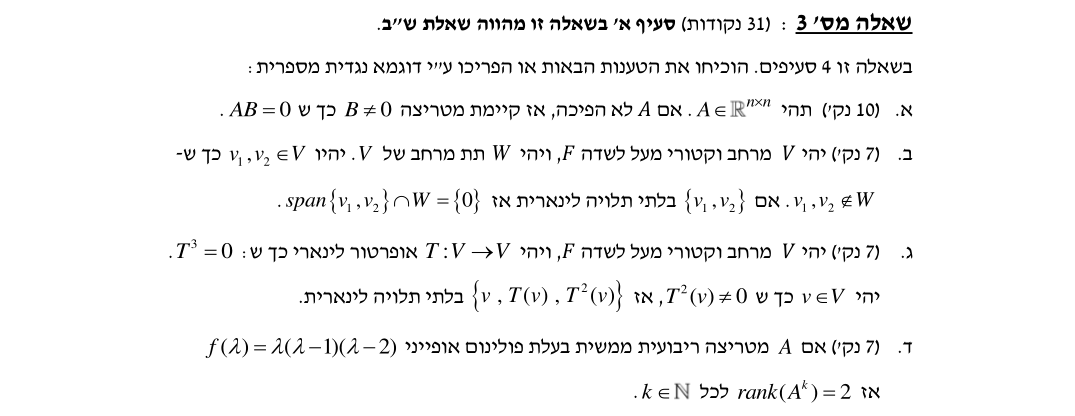 שאלה מס' 3 : (31 נקודות) סעיף א' בשאלה זו מהווה שאלת ש"ב.
בשאלה זו 4 סעיפים. הוכיחו את הטענות הבאות או הפריכו ע"י דוגמא נגדית מספרית :
א. (10 נק') תהי A∈ℝⁿˣⁿ. אם A לא הפיכה, אז קיימת מטריצה B≠0 כך ש AB=0.
ב. (7 נק') יהי V מרחב וקטורי מעל לשדה F, ויהי W תת מרחב של V. יהיו v₁,v₂∈V כך ש-
v₁,v₂∉W. אם {v₁,v₂} בלתי תלויה לינארית אז span{v₁,v₂}∩W={0}.
ג. (7 נק') יהי V מרחב וקטורי מעל לשדה F, ויהי T:V→V אופרטור לינארי כך ש: T³=0.
יהי v∈V כך ש T²(v)≠0, אז {v , T(v) , T²(v)} בלתי תלויה לינארית.
ד. (7 נק') אם A מטריצה ריבועית ממשית בעלת פולינום אופייני f(λ)=λ(λ−1)(λ−2)
אז rank(Aᵏ)=2 לכל k∈ℕ.